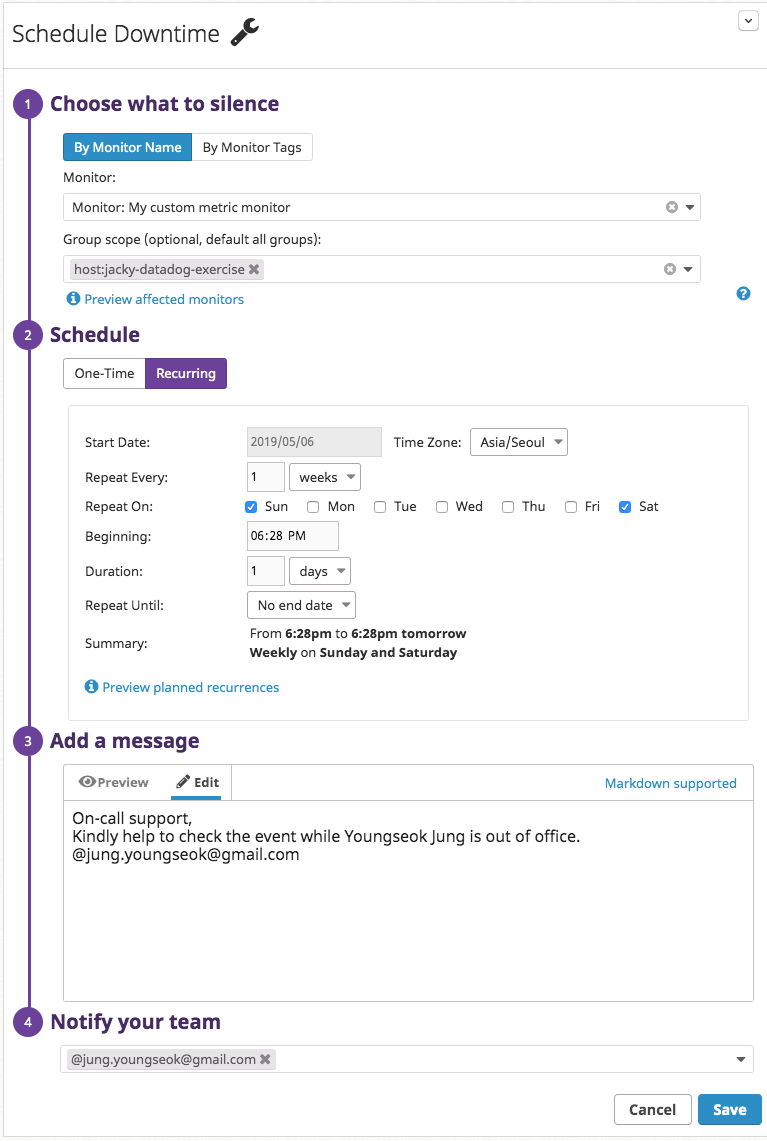 Schedule Downtime
1 Choose what to silence
By Monitor Name By Monitor Tags
Monitor:
Monitor: My custom metric monitor
Group scope (optional, default all groups):
host:jacky-datadog-exercise
Preview affected monitors
2 Schedule
One-Time Recurring
Start Date: 2019/05/06 Time Zone: Asia/Seoul
Repeat Every: 1 weeks
Repeat On: Sun Mon Tue Wed Thu Fri Sat
Beginning: 06:28 PM
Duration: 1 days
Repeat Until: No end date
Summary: From 6:28pm to 6:28pm tomorrow
Weekly on Sunday and Saturday
Preview planned recurrences
3 Add a message
Preview Edit Markdown supported
On-call support,
Kindly help to check the event while Youngseok Jung is out of office.
@jung.youngseok@gmail.com
4 Notify your team
@jung.youngseok@gmail.com
Cancel Save